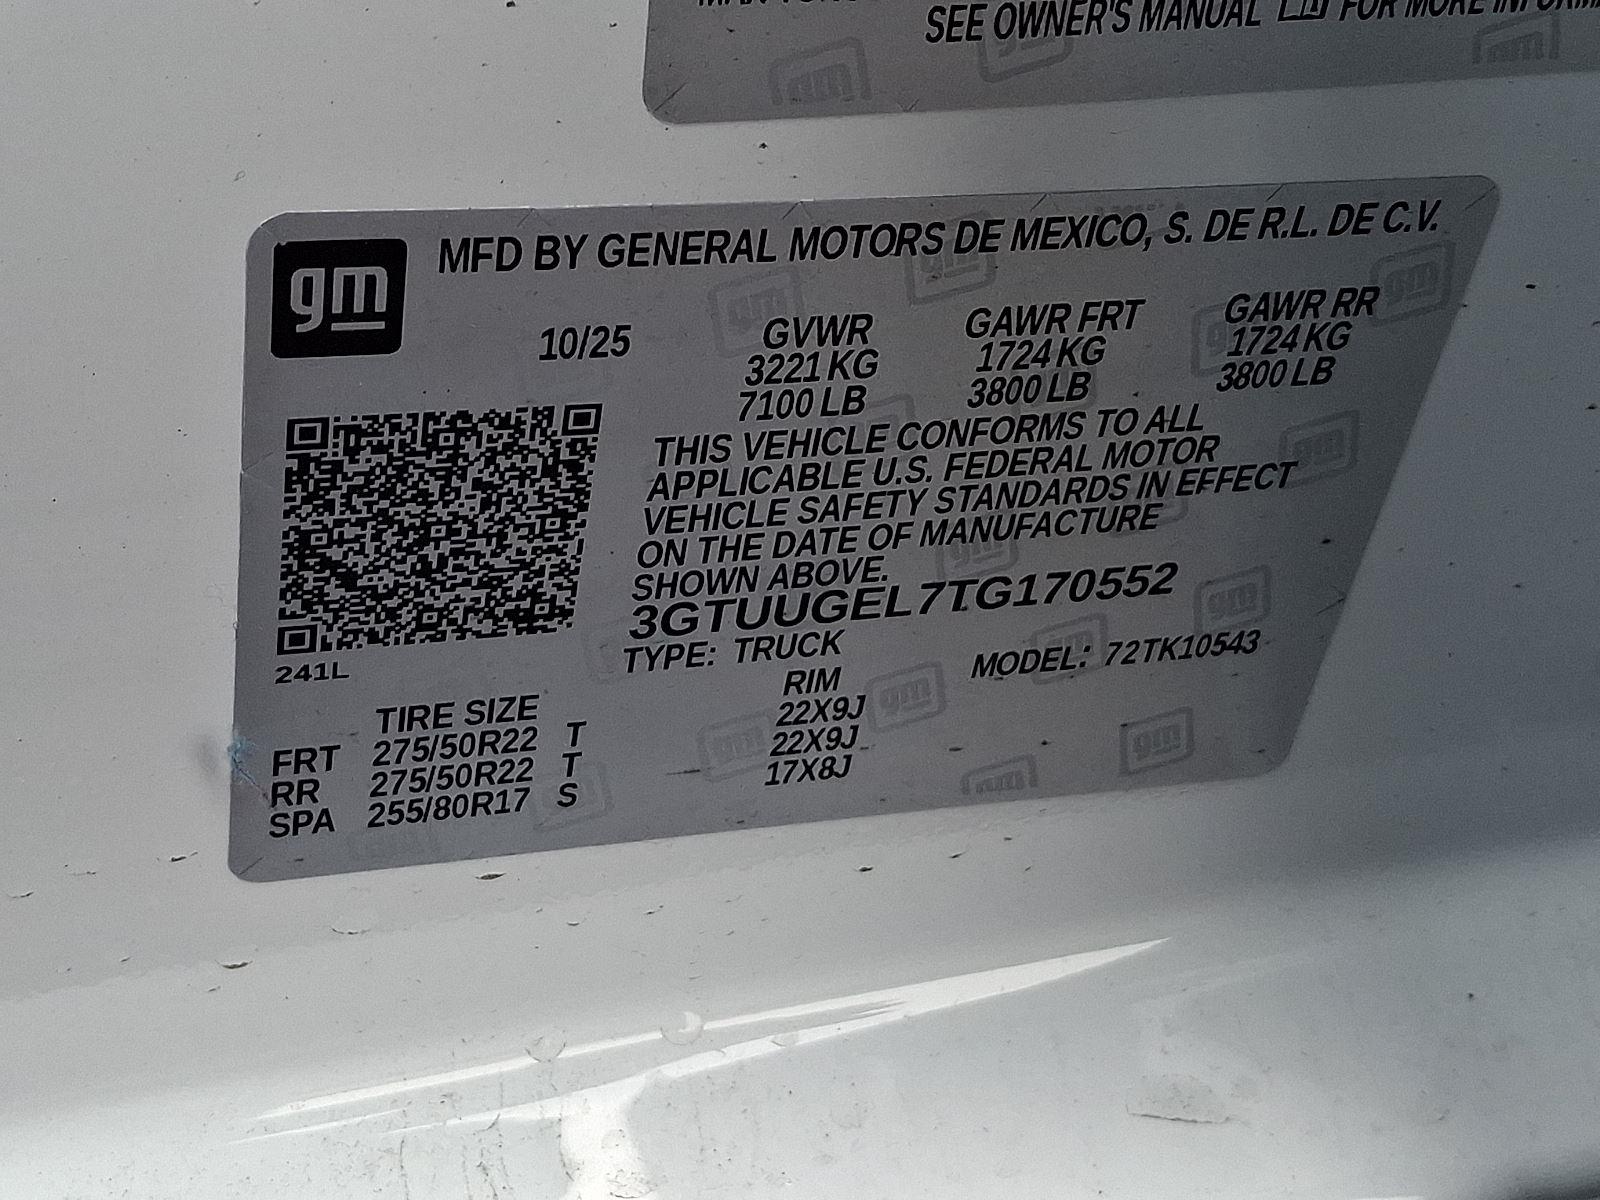 SEE OWNER'S MANUAL FOR MORE
gm
MFD BY GENERAL MOTORS DE MEXICO, S. DE R.L. DE C.V.
10/25
GVWR GAWR FRT GAWR RR
3221 KG 1724 KG 1724 KG
7100 LB 3800 LB 3800 LB
THIS VEHICLE CONFORMS TO ALL
APPLICABLE U.S. FEDERAL MOTOR
VEHICLE SAFETY STANDARDS IN EFFECT
ON THE DATE OF MANUFACTURE
SHOWN ABOVE.
3GTUUGEL7TG170552
TYPE: TRUCK MODEL: 72TK10543
241L
TIRE SIZE RIM
FRT 275/50R22 T 22X9J
RR 275/50R22 T 22X9J
SPA 255/80R17 S 17X8J